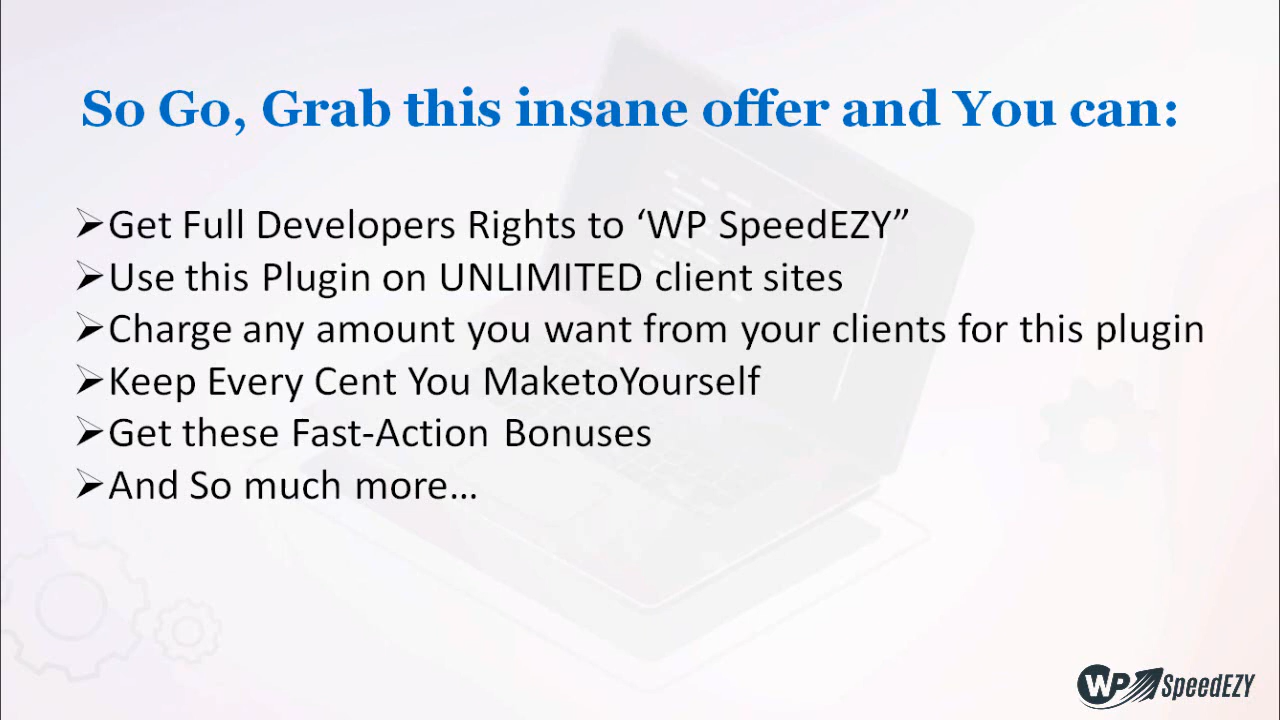 So Go, Grab this insane offer and You can:
➢Get Full Developers Rights to ‘WP SpeedEZY”
➢Use this Plugin on UNLIMITED client sites
➢Charge any amount you want from your clients for this plugin
➢Keep Every Cent You MaketoYourself
➢Get these Fast-Action Bonuses
➢And So much more…
WP SpeedEZY